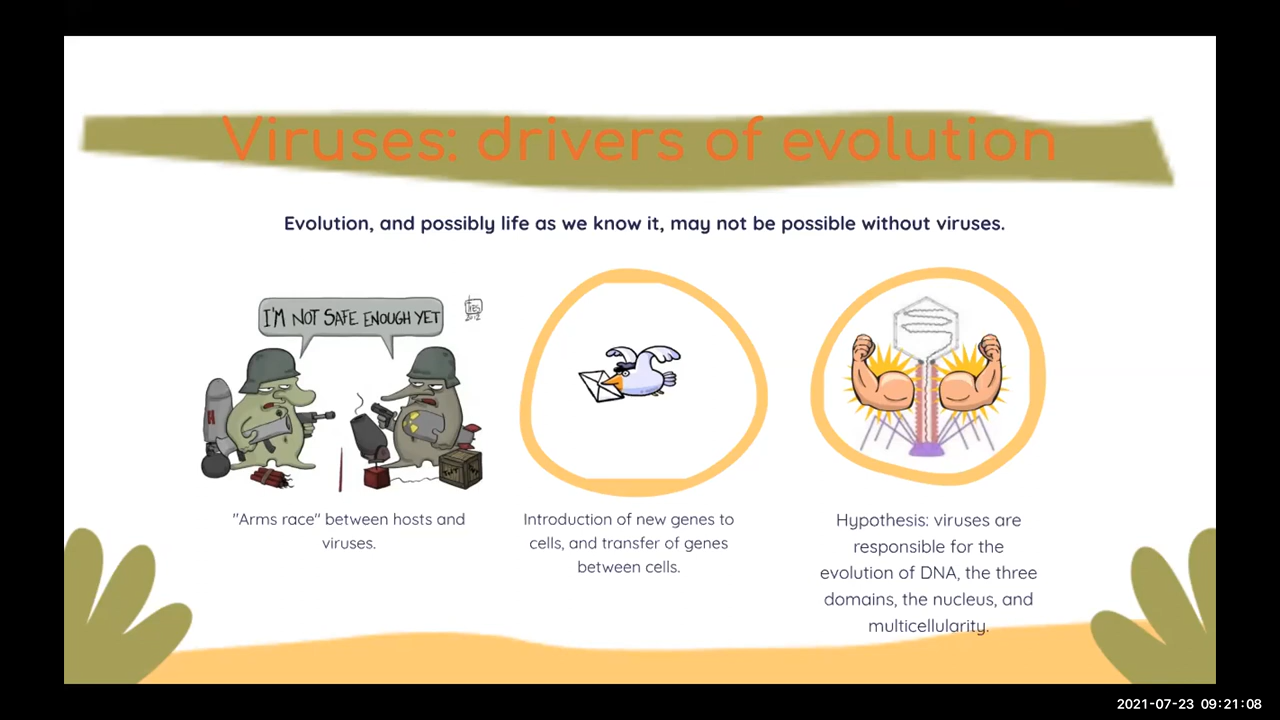 Viruses: drivers of evolution
Evolution, and possibly life as we know it, may not be possible without viruses.
I'M NOT SAFE ENOUGH YET
"Arms race" between hosts and
viruses.
Introduction of new genes to
cells, and transfer of genes
between cells.
Hypothesis: viruses are
responsible for the
evolution of DNA, the three
domains, the nucleus, and
multicellularity.
2021-07-23 09:21:08